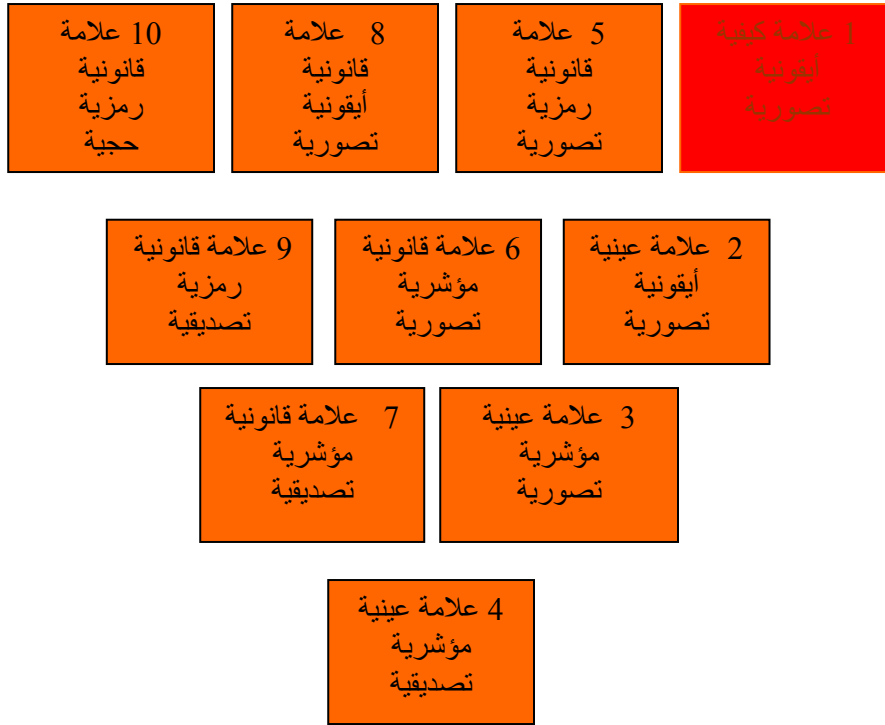 1 علامة كيفية
أيقونية
تصورية
5 علامة
قانونية
رمزية
تصورية
8 علامة
قانونية
أيقونية
تصورية
10 علامة
قانونية
رمزية
حجية
2 علامة عينية
أيقونية
تصورية
6 علامة قانونية
مؤشرية
تصورية
9 علامة قانونية
رمزية
تصديقية
3 علامة عينية
مؤشرية
تصورية
7 علامة قانونية
مؤشرية
تصديقية
4 علامة عينية
مؤشرية
تصديقية